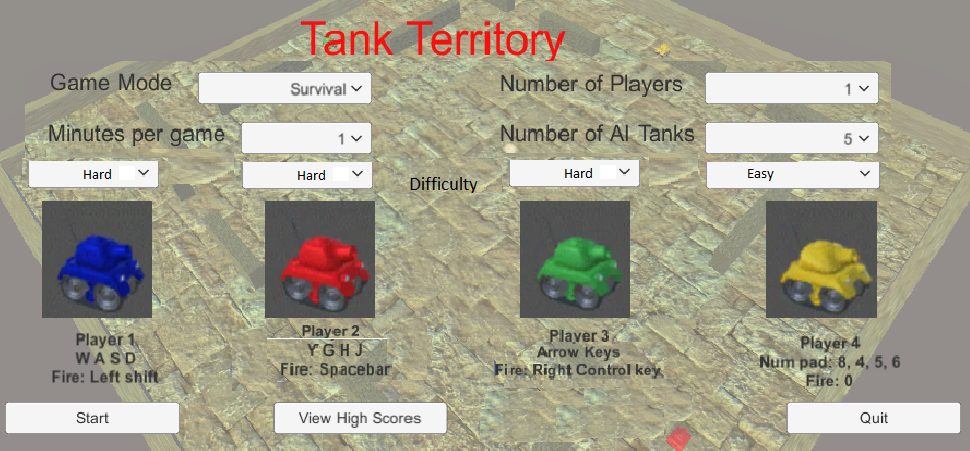 Tank Territory
Game Mode
Survival
Number of Players
1
Minutes per game
1
Number of AI Tanks
5
Hard
Hard
Difficulty
Hard
Easy
Player 1
W A S D
Fire: Left shift
Player 2
Y G H J
Fire: Spacebar
Player 3
Arrow Keys
Fire: Right Control key
Player 4
Num pad: 8, 4, 5, 6
Fire: 0
Start
View High Scores
Quit